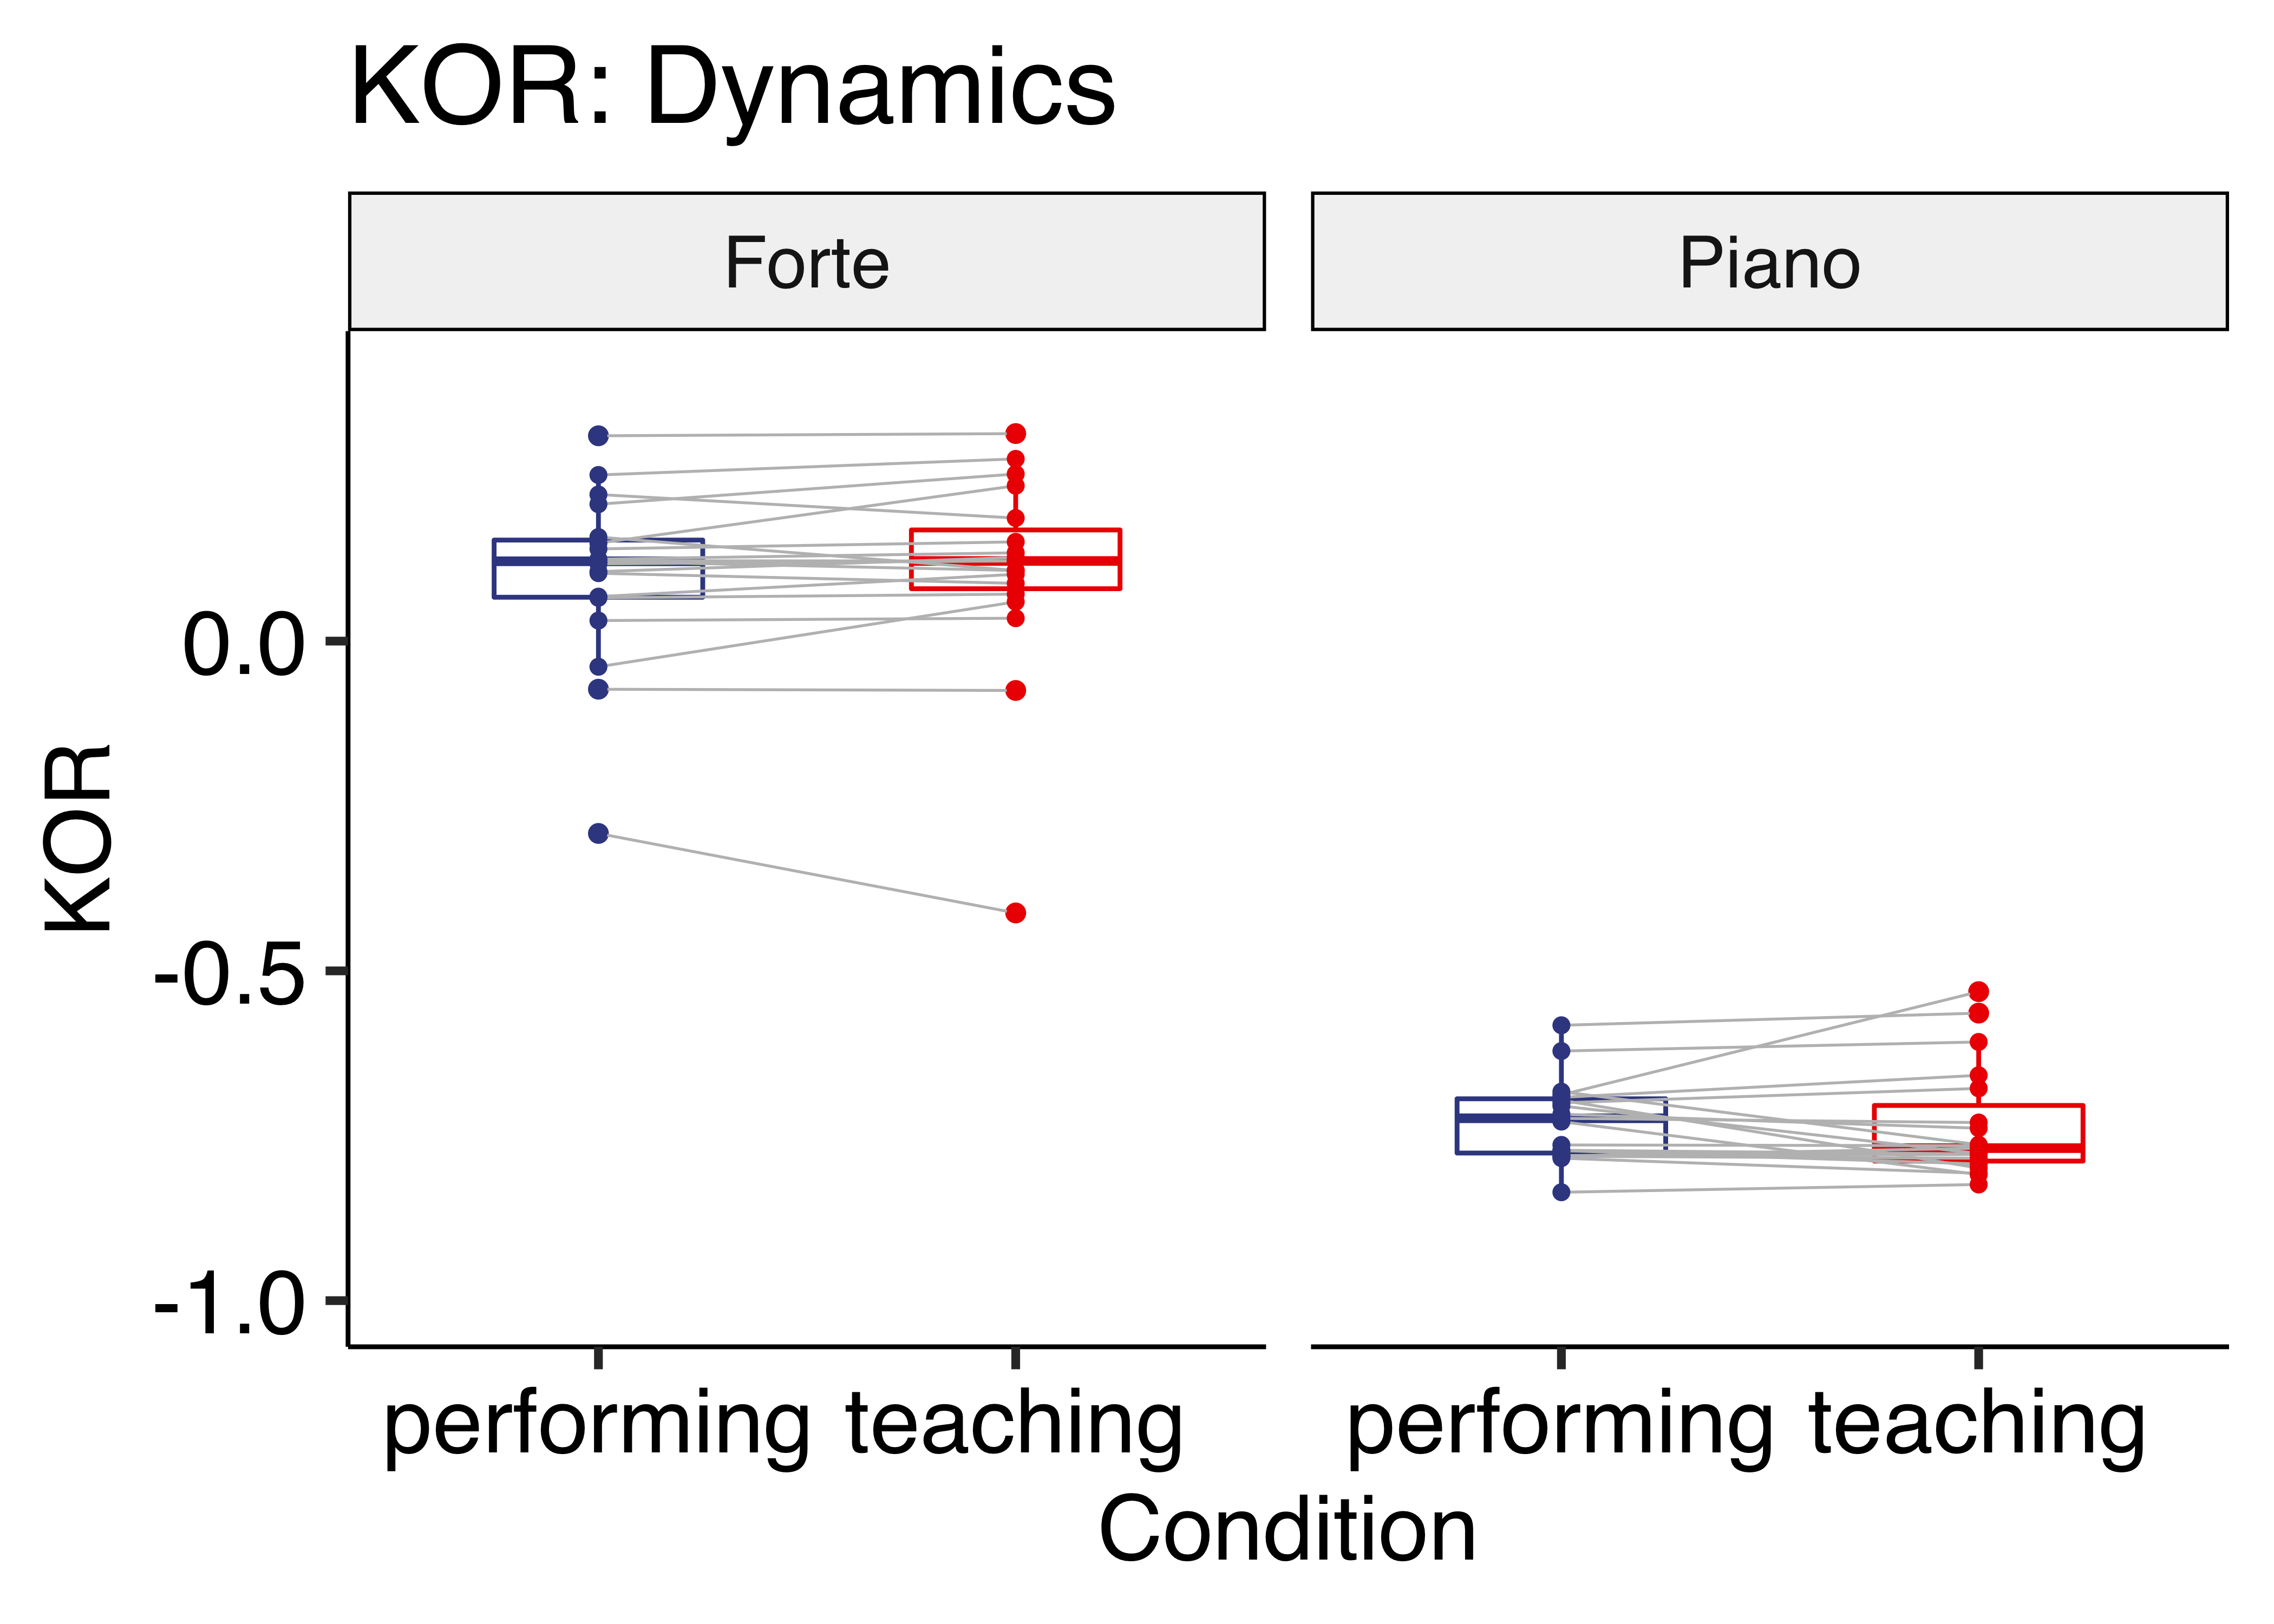 KOR: Dynamics
Forte
Piano
0.0
-0.5
-1.0
KOR
performing teaching
performing teaching
Condition